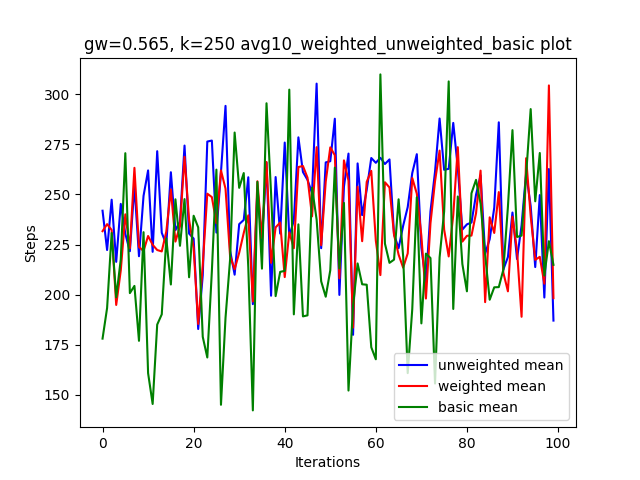 gw=0.565, k=250 avg10_weighted_unweighted_basic plot
300
275
250
225
200
175
150
Steps
0
20
40
60
80
100
Iterations
unweighted mean
weighted mean
basic mean